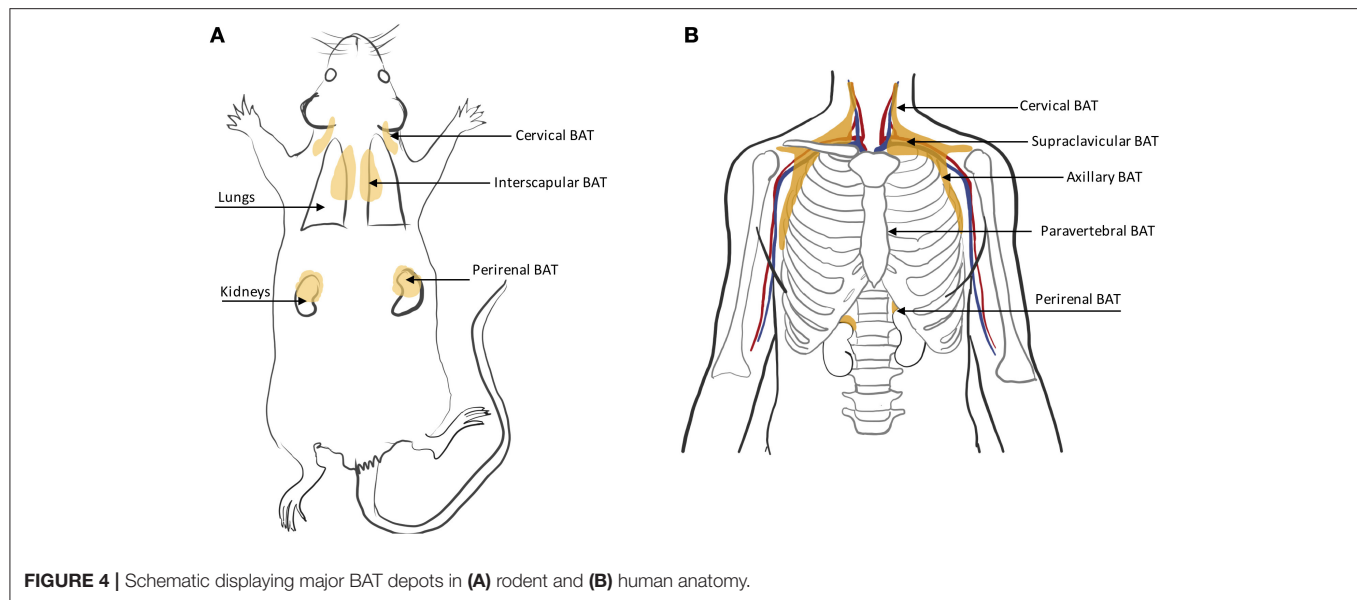 A
Cervical BAT
Interscapular BAT
Lungs
Perirenal BAT
Kidneys
B
Cervical BAT
Supraclavicular BAT
Axillary BAT
Paravertebral BAT
Perirenal BAT
FIGURE 4 | Schematic displaying major BAT depots in (A) rodent and (B) human anatomy.